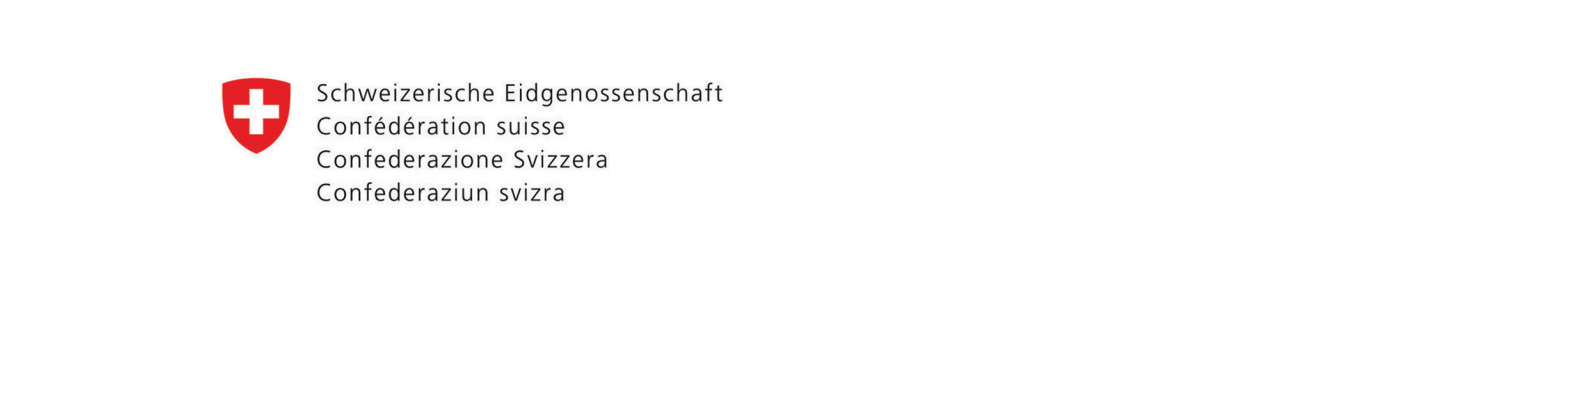 Schweizerische Eidgenossenschaft
Confédération suisse
Confederazione Svizzera
Confederaziun svizra